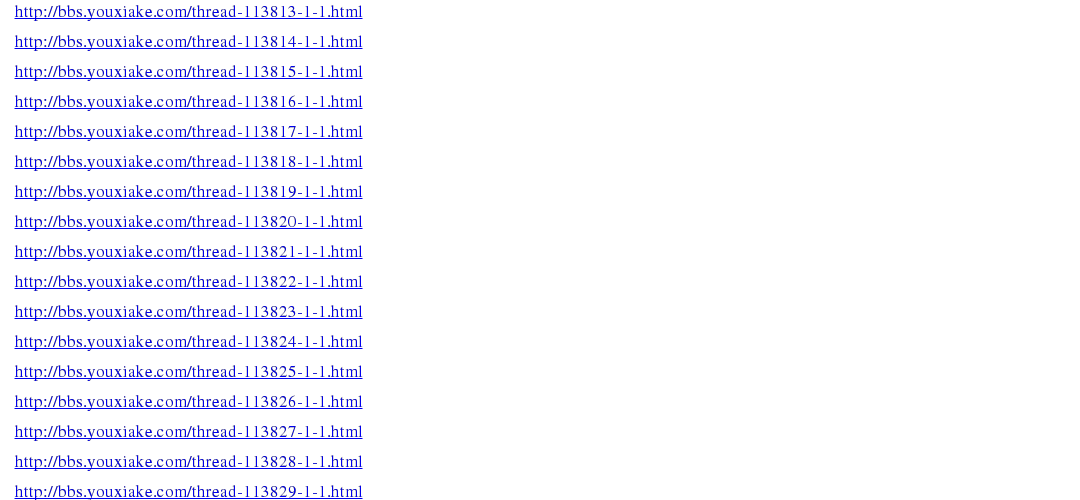 http://bbs.youxiake.com/thread-113813-1-1.html
http://bbs.youxiake.com/thread-113814-1-1.html
http://bbs.youxiake.com/thread-113815-1-1.html
http://bbs.youxiake.com/thread-113816-1-1.html
http://bbs.youxiake.com/thread-113817-1-1.html
http://bbs.youxiake.com/thread-113818-1-1.html
http://bbs.youxiake.com/thread-113819-1-1.html
http://bbs.youxiake.com/thread-113820-1-1.html
http://bbs.youxiake.com/thread-113821-1-1.html
http://bbs.youxiake.com/thread-113822-1-1.html
http://bbs.youxiake.com/thread-113823-1-1.html
http://bbs.youxiake.com/thread-113824-1-1.html
http://bbs.youxiake.com/thread-113825-1-1.html
http://bbs.youxiake.com/thread-113826-1-1.html
http://bbs.youxiake.com/thread-113827-1-1.html
http://bbs.youxiake.com/thread-113828-1-1.html
http://bbs.youxiake.com/thread-113829-1-1.html